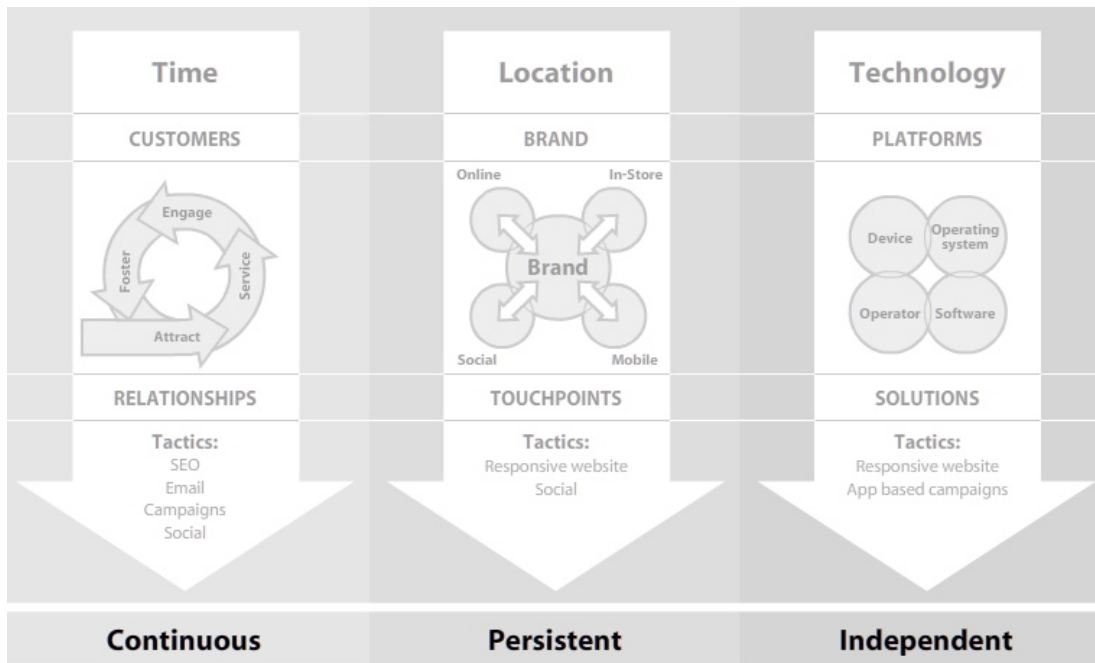 Time
CUSTOMERS
Engage
Foster
Service
Attract
RELATIONSHIPS
Tactics:
SEO
Email
Campaigns
Social
Continuous
Location
BRAND
Online
In-Store
Brand
Social
Mobile
TOUCHPOINTS
Tactics:
Responsive website
Social
Persistent
Technology
PLATFORMS
Device
Operating
system
Operator
Software
SOLUTIONS
Tactics:
Responsive website
App based campaigns
Independent